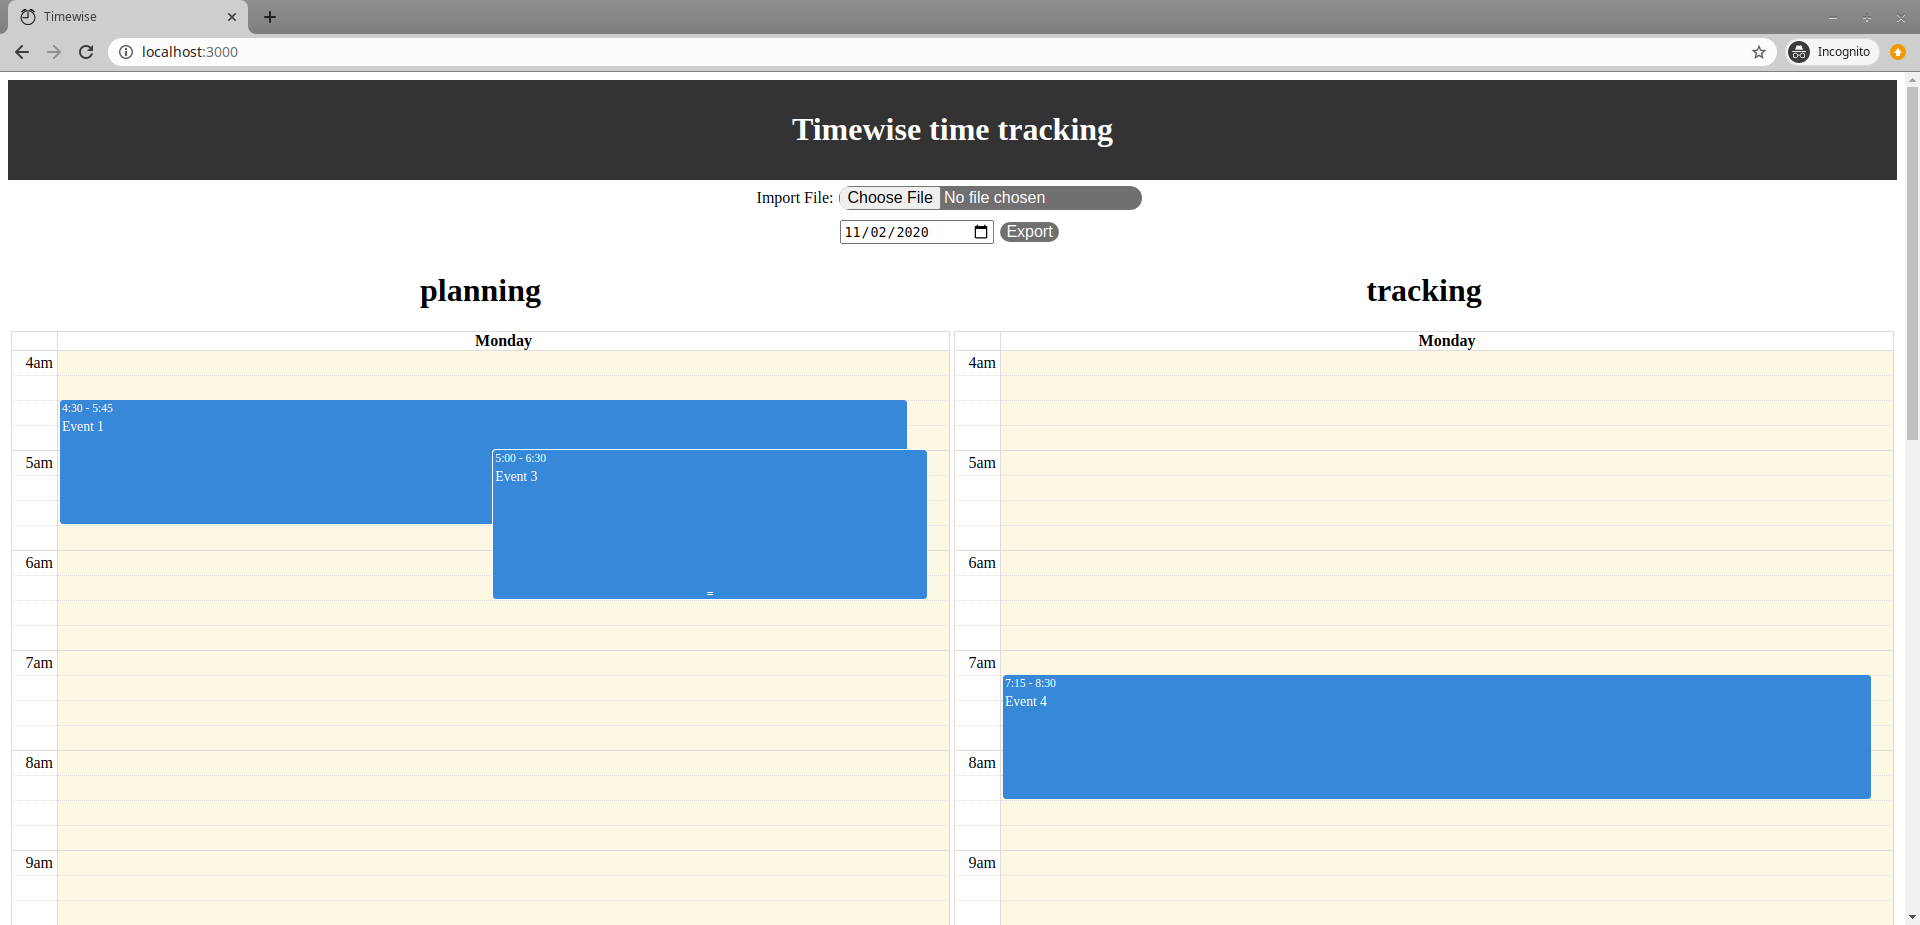 Timewise
localhost:3000
Incognito
Timewise time tracking
Import File: Choose File No file chosen
11/02/2020 Export
planning
Monday
4am
4:30 - 5:45
Event 1
5am
5:00 - 6:30
Event 3
=
6am
7am
8am
9am
tracking
Monday
4am
5am
6am
7am
7:15 - 8:30
Event 4
8am
9am